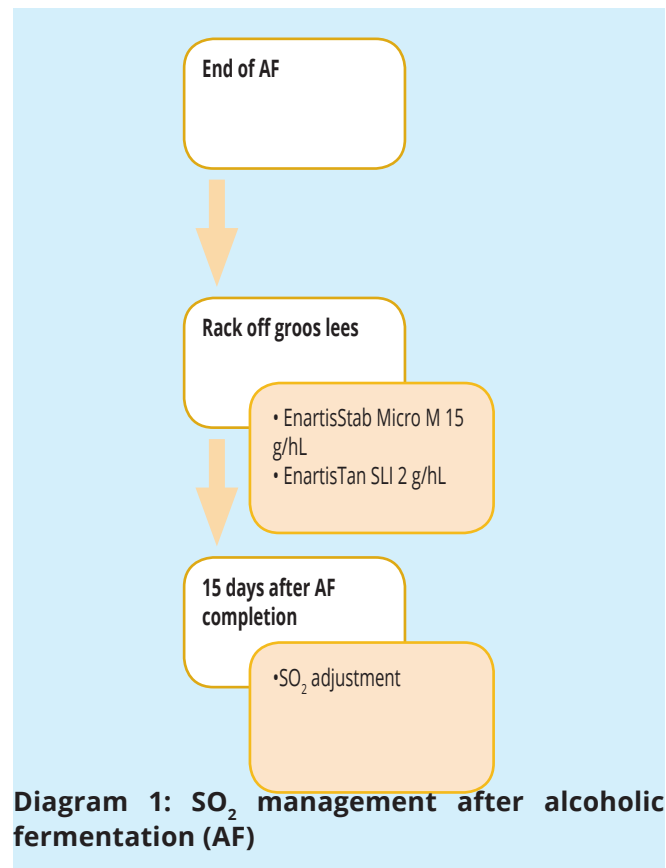 End of AF
Rack off groos lees
• EnartisStab Micro M 15
g/hL
• EnartisTan SLI 2 g/hL
15 days after AF
completion
•SO₂ adjustment
Diagram 1: SO₂ management after alcoholic
fermentation (AF)